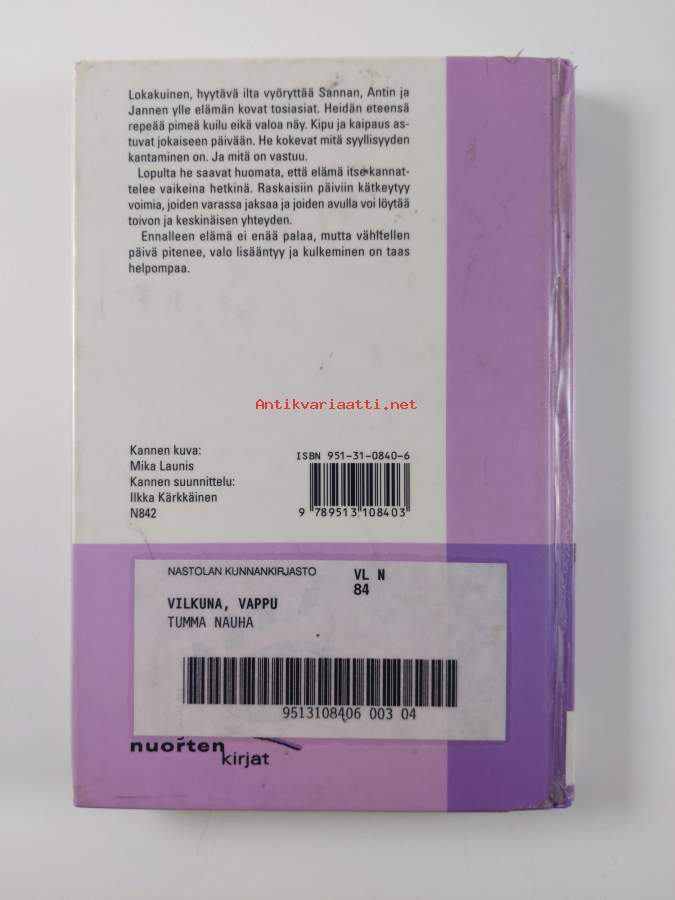 Lokakuinen, hyytävä ilta vyöryttää Sannan, Antin ja
Jannen ylle elämän kovat tosiasiat. Heidän eteensä
repeää pimeä kuilu eikä valoa näy. Kipu ja kaipaus as-
tuvat jokaiseen päivään. He kokevat mitä syyllisyyden
kantaminen on. Ja mitä on vastuu.
Lopulta he saavat huomata, että elämä itse kannat-
telee vaikeina hetkinä. Raskaisiin päiviin kätkeytyy
voimia, joiden varassa jaksaa ja joiden avulla voi löytää
toivon ja keskinäisen yhteyden.
Ennalleen elämä ei enää palaa, mutta vähitellen
päivä pitenee, valo lisääntyy ja kulkeminen on taas
helpompaa.
Antikvariaatti.net
Kannen kuva:
Mika Launis
Kannen suunnittelu:
Ilkka Kärkkäinen
N842
ISBN 951-31-0840-6
9 789513 108403
NASTOLAN KUNNANKIRJASTO
VL N
84
VILKUNA, VAPPU
TUMMA NAUHA
9513108406 003 04
nuorten
kirjat